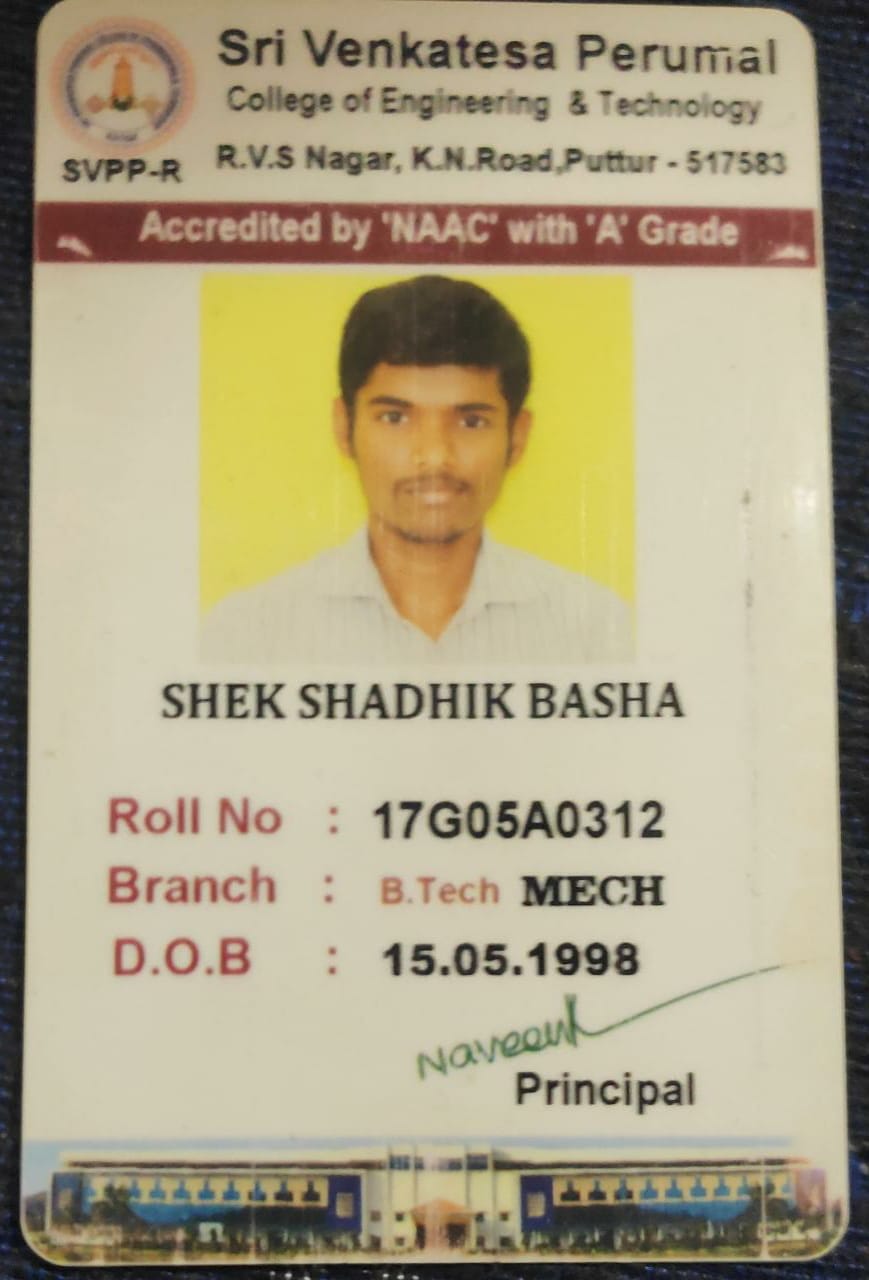 Sri Venkatesa Perumal
College of Engineering & Technology
SVPP-R
R.V.S Nagar, K.N.Road,Puttur - 517583
Accredited by 'NAAC' with 'A' Grade
SHEK SHADHIK BASHA
Roll No : 17G05A0312
Branch : B.Tech MECH
D.O.B : 15.05.1998
Principal